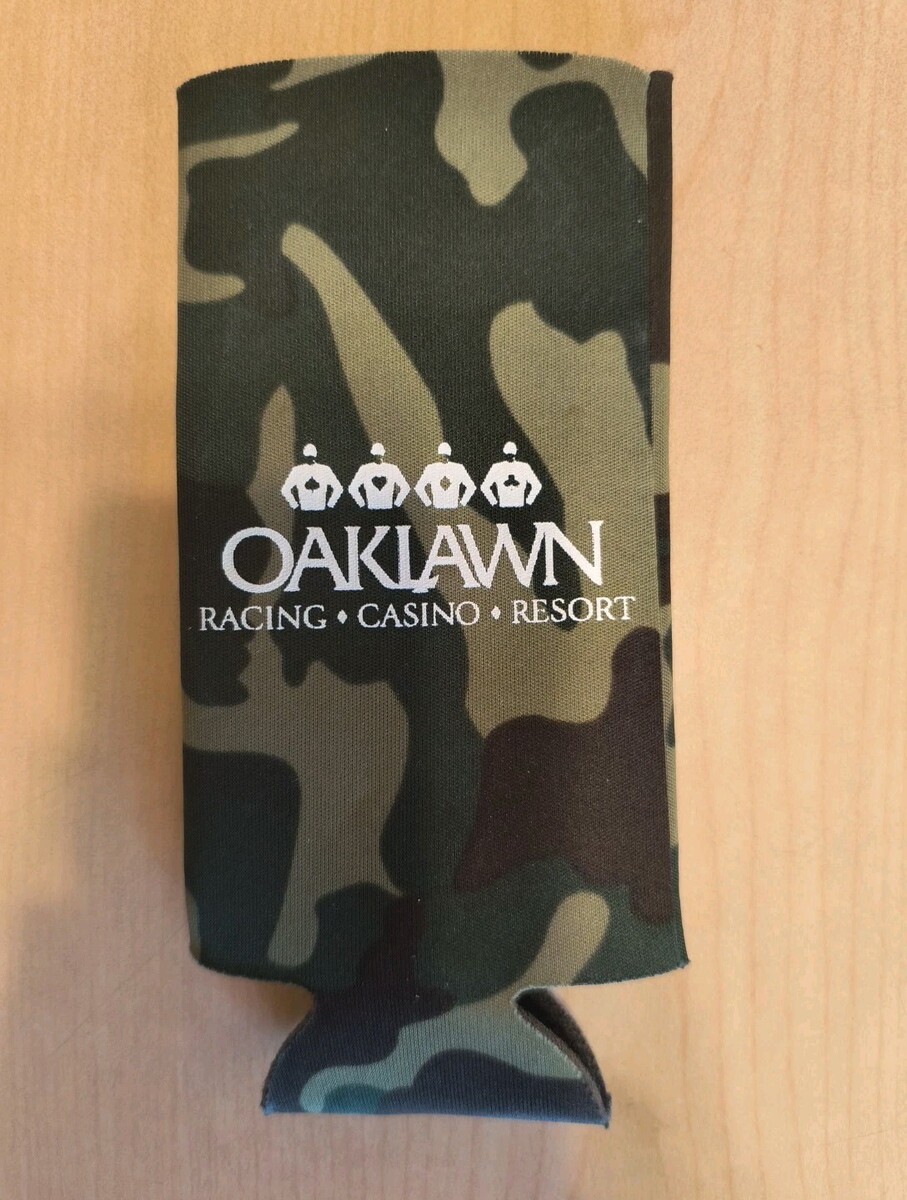 OAKLAWN
RACING ♦ CASINO ♦ RESORT